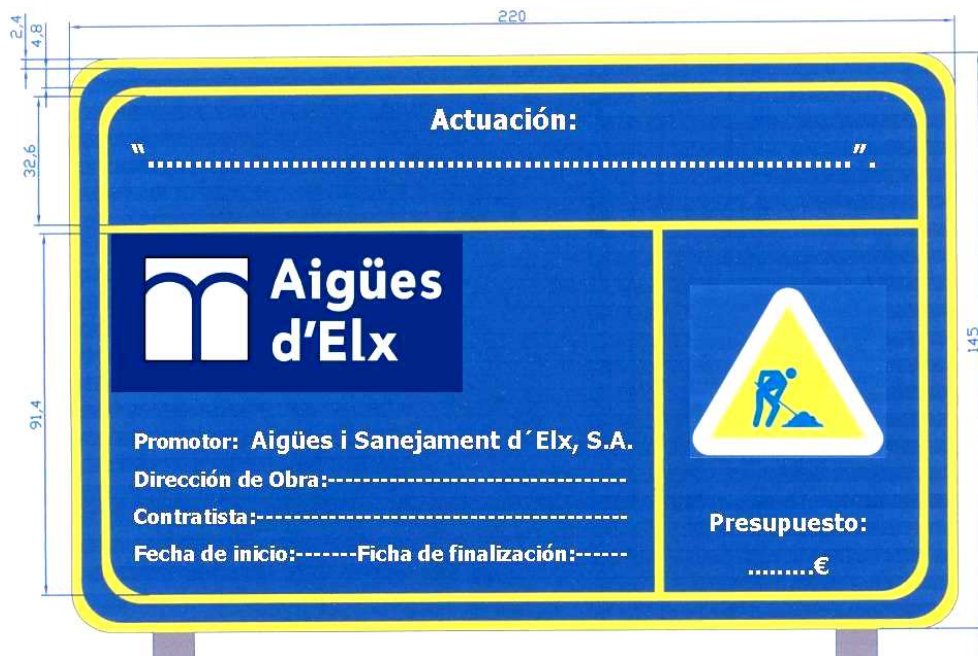 220
2,4
4,8
32,6
91,4
145
Actuación:
“..........................................................................”.
Aigües
d’Elx
Promotor: Aigües i Sanejament d´Elx, S.A.
Dirección de Obra:----------------------------------
Contratista:------------------------------------------
Fecha de inicio:-------Ficha de finalización:------
Presupuesto:
.........€